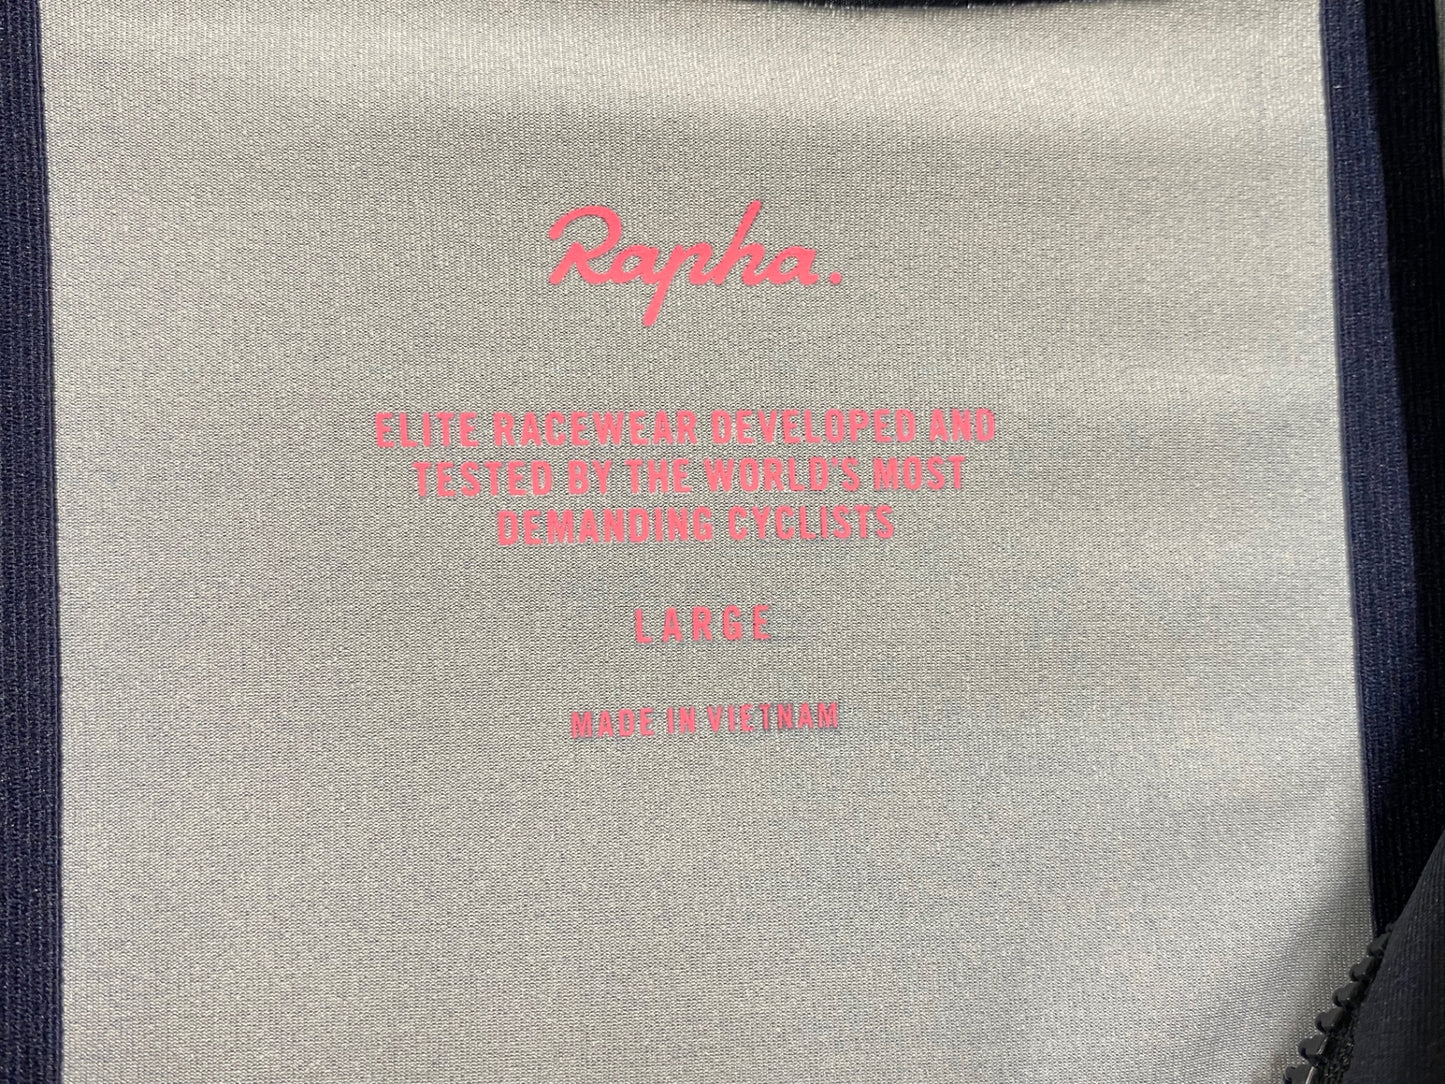 Rapha.
ELITE RACEWEAR DEVELOPED AND
TESTED BY THE WORLD'S MOST
DEMANDING CYCLISTS
LARGE
MADE IN VIETNAM